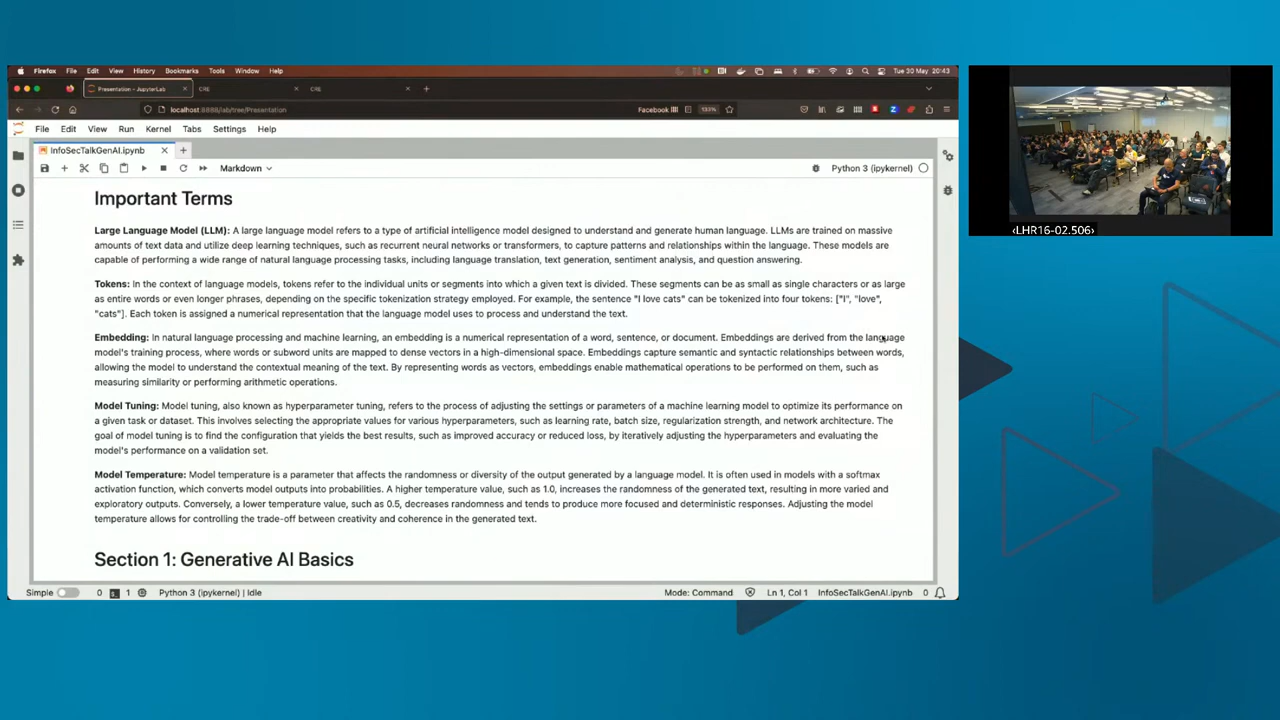 Firefox File Edit View History Bookmarks Tools Window Help Tue 30 May 20:43
Presentation - JupyterLab CRE CRE
localhost:8888/lab/tree/Presentation Facebook 133%
File Edit View Run Kernel Tabs Settings Help
InfoSecTalkGenAI.ipynb
Markdown Python 3 (ipykernel)
Important Terms
Large Language Model (LLM): A large language model refers to a type of artificial intelligence model designed to understand and generate human language. LLMs are trained on massive
amounts of text data and utilize deep learning techniques, such as recurrent neural networks or transformers, to capture patterns and relationships within the language. These models are
capable of performing a wide range of natural language processing tasks, including language translation, text generation, sentiment analysis, and question answering.
Tokens: In the context of language models, tokens refer to the individual units or segments into which a given text is divided. These segments can be as small as single characters or as large
as entire words or even longer phrases, depending on the specific tokenization strategy employed. For example, the sentence "I love cats" can be tokenized into four tokens: ["I", "love",
"cats"]. Each token is assigned a numerical representation that the language model uses to process and understand the text.
Embedding: In natural language processing and machine learning, an embedding is a numerical representation of a word, sentence, or document. Embeddings are derived from the language
model's training process, where words or subword units are mapped to dense vectors in a high-dimensional space. Embeddings capture semantic and syntactic relationships between words,
allowing the model to understand the contextual meaning of the text. By representing words as vectors, embeddings enable mathematical operations to be performed on them, such as
measuring similarity or performing arithmetic operations.
Model Tuning: Model tuning, also known as hyperparameter tuning, refers to the process of adjusting the settings or parameters of a machine learning model to optimize its performance on
a given task or dataset. This involves selecting the appropriate values for various hyperparameters, such as learning rate, batch size, regularization strength, and network architecture. The
goal of model tuning is to find the configuration that yields the best results, such as improved accuracy or reduced loss, by iteratively adjusting the hyperparameters and evaluating the
model's performance on a validation set.
Model Temperature: Model temperature is a parameter that affects the randomness or diversity of the output generated by a language model. It is often used in models with a softmax
activation function, which converts model outputs into probabilities. A higher temperature value, such as 1.0, increases the randomness of the generated text, resulting in more varied and
exploratory outputs. Conversely, a lower temperature value, such as 0.5, decreases randomness and tends to produce more focused and deterministic responses. Adjusting the model
temperature allows for controlling the trade-off between creativity and coherence in the generated text.
Section 1: Generative AI Basics
Simple 0 1 Python 3 (ipykernel) | Idle Mode: Command Ln 1, Col 1 InfoSecTalkGenAI.ipynb 0
‹LHR16-02.506›